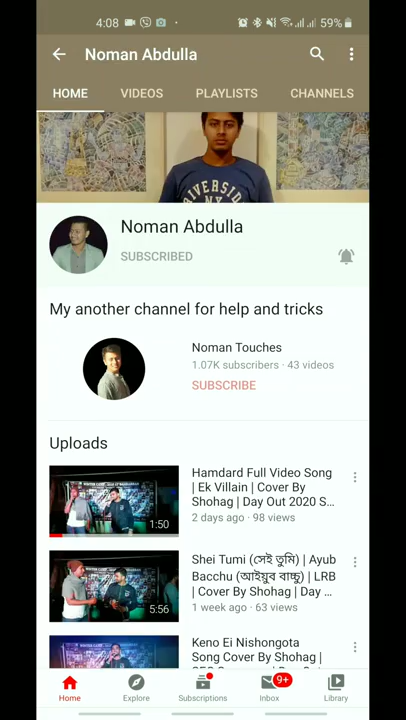 4:08 59%
Noman Abdulla
HOME VIDEOS PLAYLISTS CHANNELS
RIVERSIDE
Noman Abdulla
SUBSCRIBED
My another channel for help and tricks
Noman Touches
1.07K subscribers · 43 videos
SUBSCRIBE
Uploads
Hamdard Full Video Song
| Ek Villain | Cover By
Shohag | Day Out 2020 S...
2 days ago · 98 views
1:50
Shei Tumi (সেই তুমি) | Ayub
Bacchu (আইয়ুব বাচ্চু) | LRB
| Cover By Shohag | Day ...
1 week ago · 63 views
5:56
Keno Ei Nishongota
Song Cover By Shohag |
9+
Home Explore Subscriptions Inbox Library